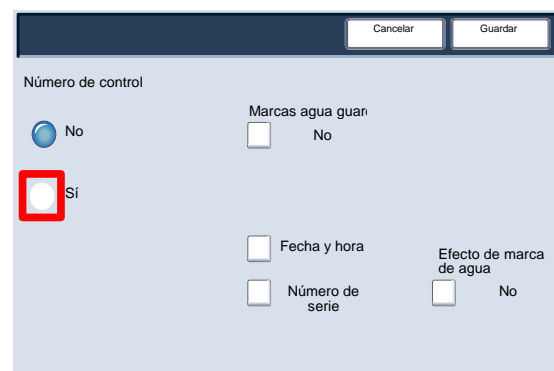 Cancelar
Guardar
Número de control
No
Sí
Marcas agua guar
No
Fecha y hora
Número de
serie
Efecto de marca
de agua
No